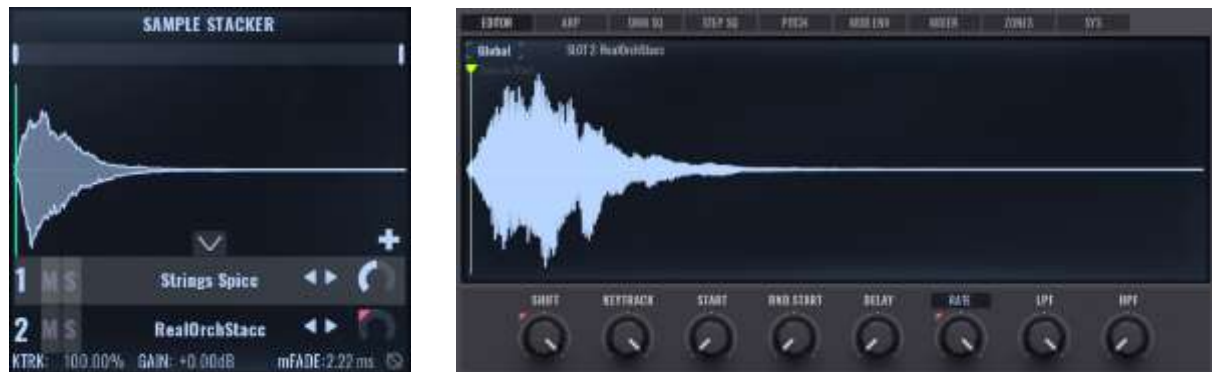 SAMPLE STACKER
1 M S Strings Spice
2 M S RealOrchStacc
KTRK: 100.00% GAIN: +0.00dB mFADE:2.22 ms
EDITOR ARP STEP SQ PITCH MOD ENV MIXER ZONES SYS
Global SLOT 2: RealOrchStacc
SHIFT KEYTRACK START RND.START DELAY RATE LPF HPF